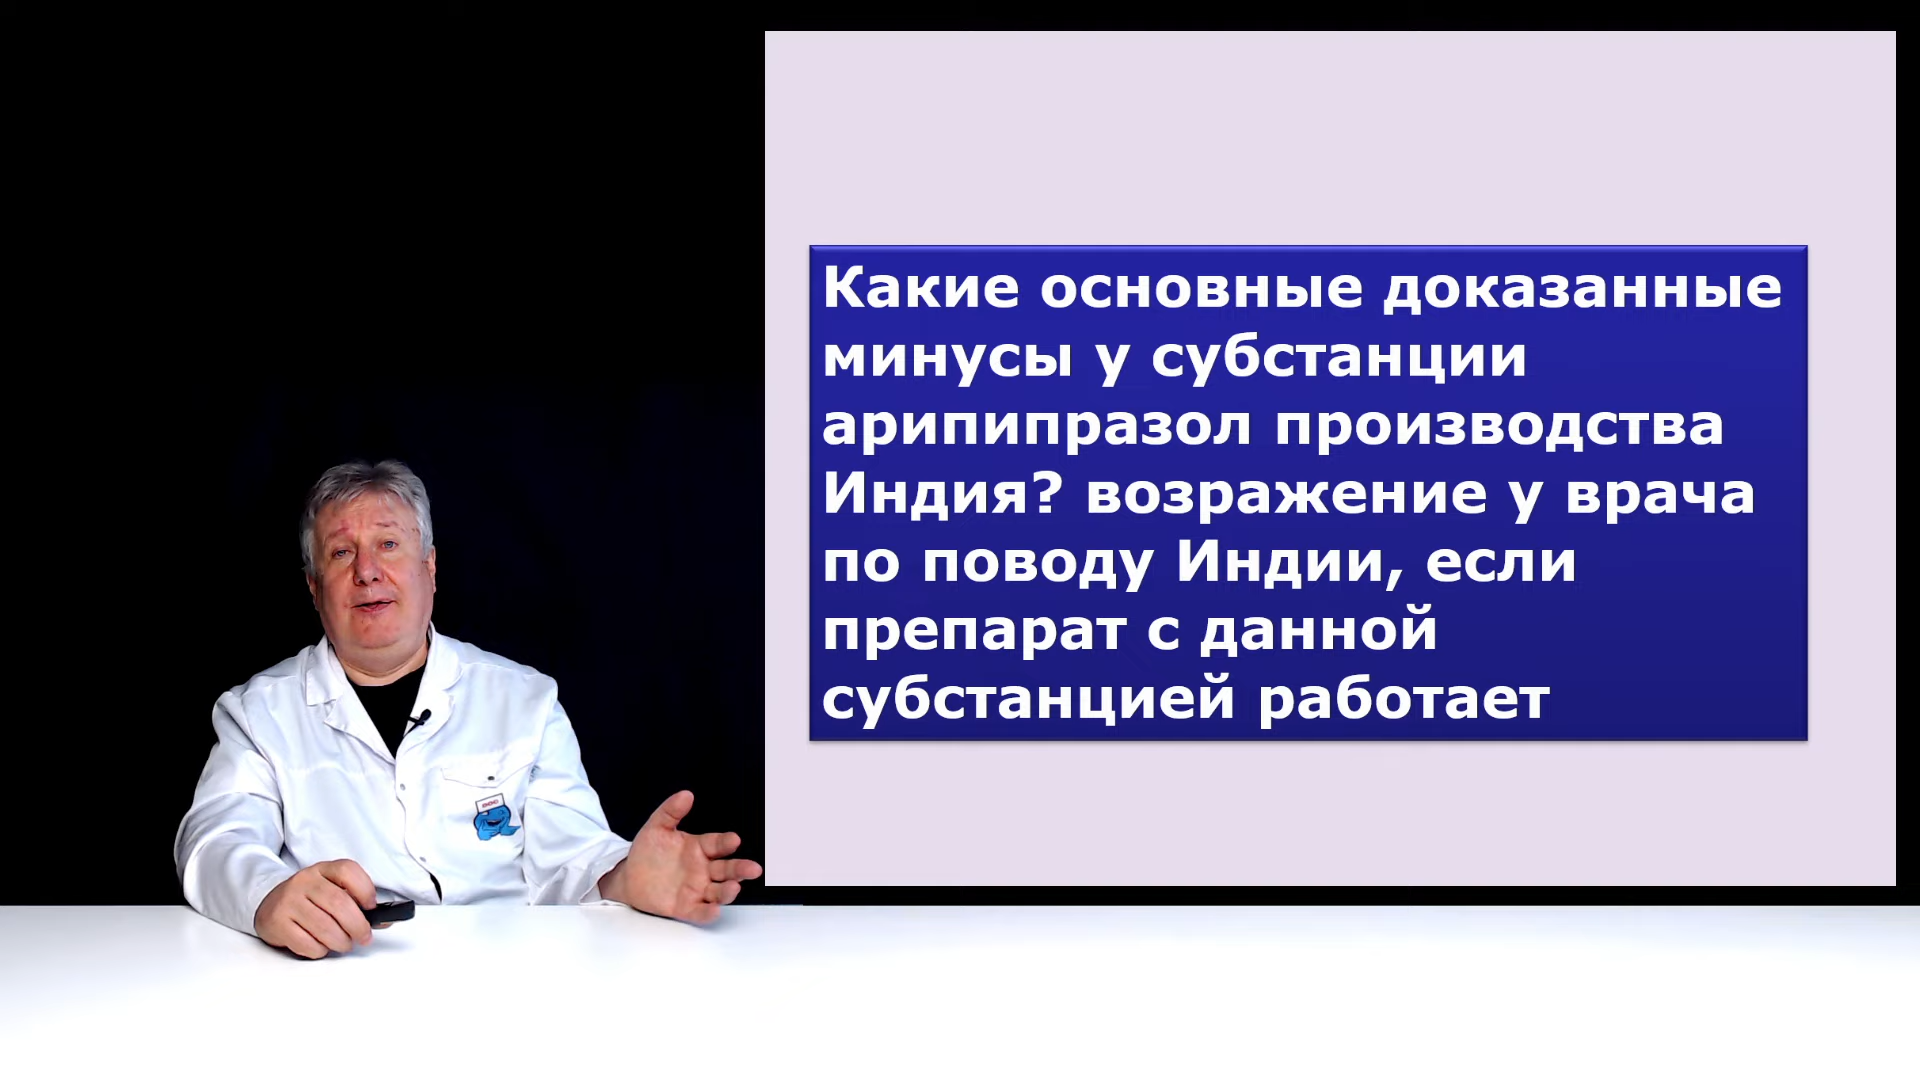 Какие основные доказанные
минусы у субстанции
арипипразол производства
Индия? возражение у врача
по поводу Индии, если
препарат с данной
субстанцией работает